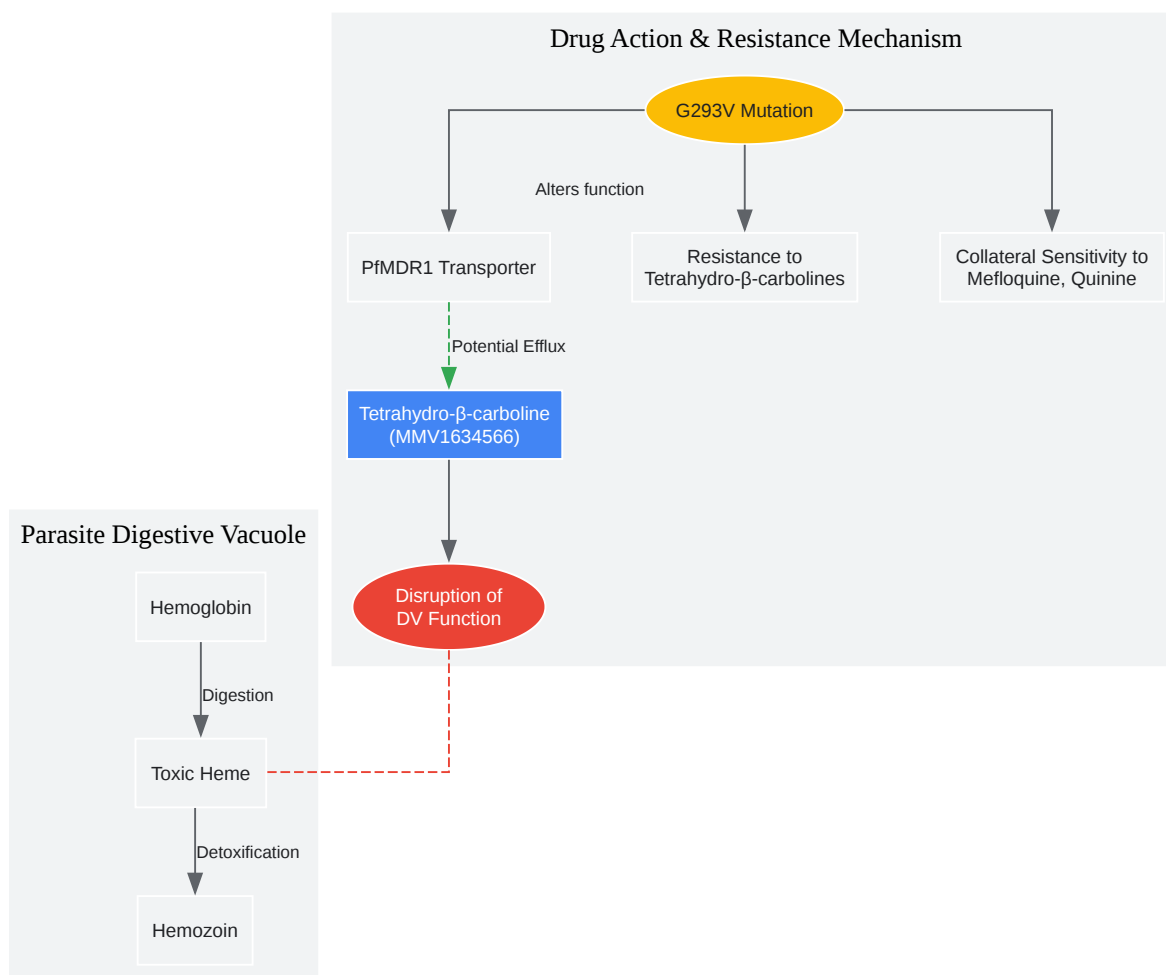 Drug Action & Resistance Mechanism
G293V Mutation
Alters function
PfMDR1 Transporter
Resistance to
Tetrahydro-β-carbolines
Collateral Sensitivity to
Mefloquine, Quinine
Potential Efflux
Tetrahydro-β-carboline
(MMV1634566)
Disruption of
DV Function
Parasite Digestive Vacuole
Hemoglobin
Digestion
Toxic Heme
Detoxification
Hemozoin